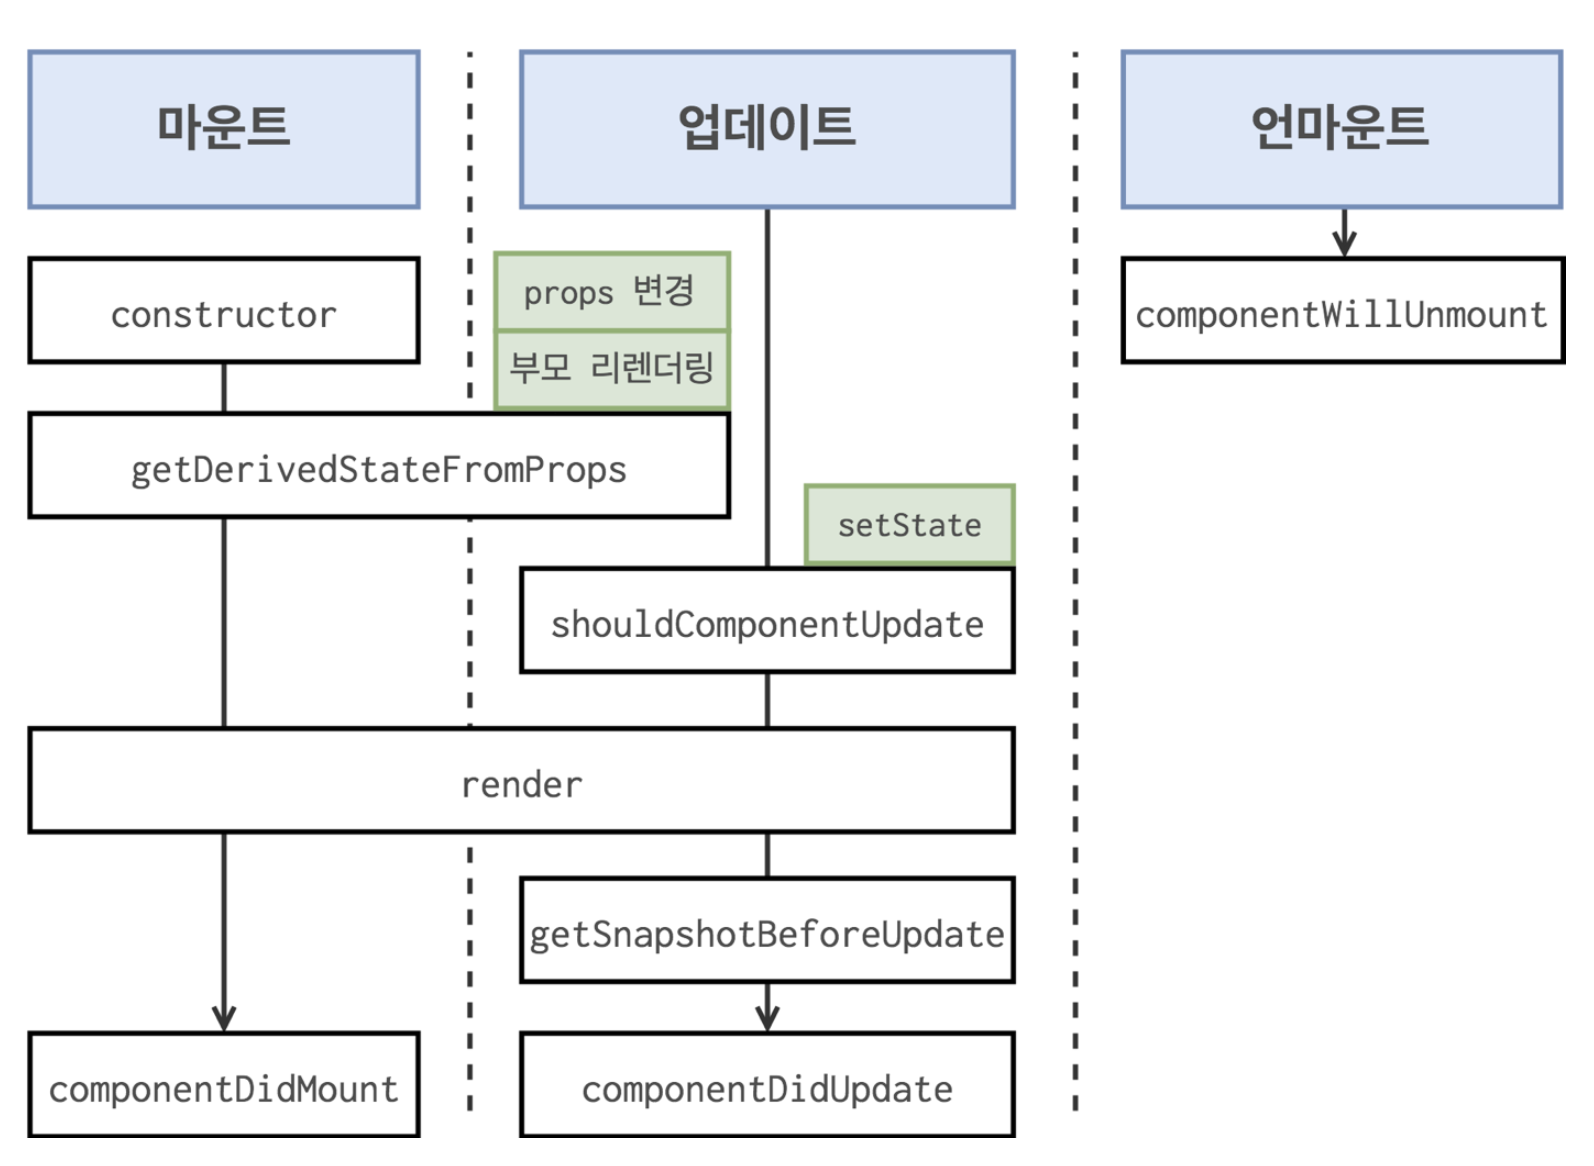 마운트
업데이트
언마운트
constructor
props 변경
부모 리렌더링
componentWillUnmount
getDerivedStateFromProps
setState
shouldComponentUpdate
render
getSnapshotBeforeUpdate
componentDidMount
componentDidUpdate